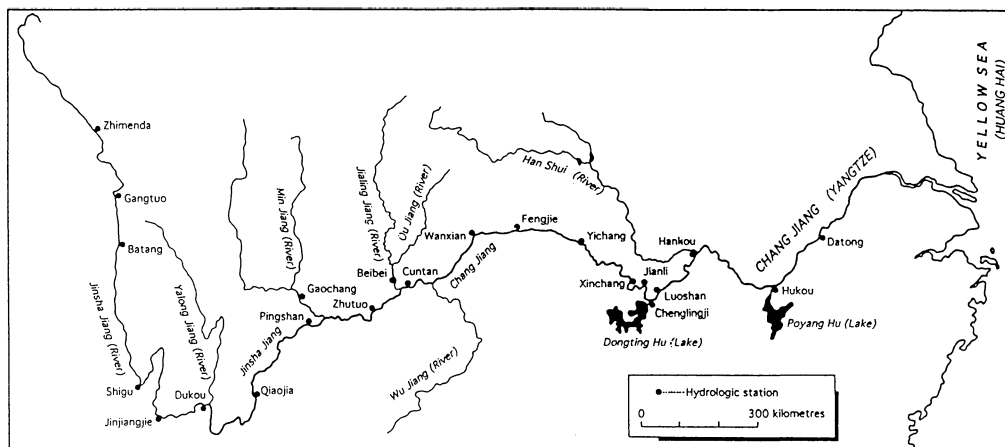 Zhimenda
Gangtuo
Batang
Jinsha Jiang (River)
Yalong Jiang (River)
Shigu
Jinjiangjie
Dukou
Qiaojia
Jinsha Jiang
Pingshan
Gaochang
Min Jiang (River)
Zhutuo
Jialing Jiang (River)
Qu Jiang (River)
Beibei
Cuntan
Wanxian
Chang Jiang
Wu Jiang (River)
Fengjie
Yichang
Han Shui (River)
Xinchang
Jianli
Luoshan
Chenglingji
Dongting Hu (Lake)
Hankou
Hukou
Poyang Hu (Lake)
Datong
CHANG JIANG (YANGTZE)
YELLOW SEA
(HUANG HAI)
Hydrologic station
0 300 kilometres